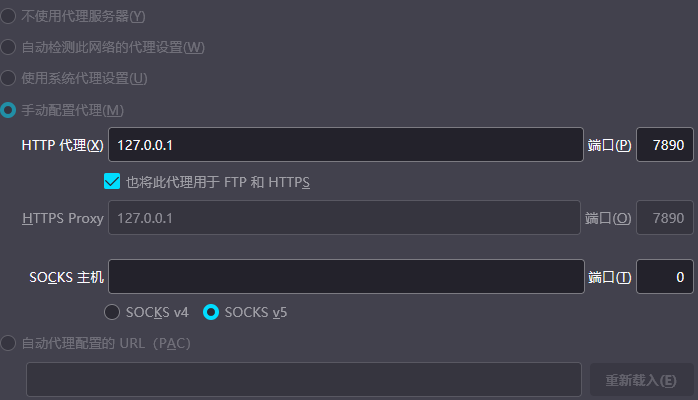 不使用代理服务器(Y)
自动检测此网络的代理设置(W)
使用系统代理设置(U)
手动配置代理(M)
HTTP 代理(X) 127.0.0.1 端口(P) 7890
也将此代理用于 FTP 和 HTTPS
HTTPS Proxy 127.0.0.1 端口(O) 7890
SOCKS 主机 端口(T) 0
SOCKS v4 SOCKS v5
自动代理配置的 URL（PAC）
重新载入(E)